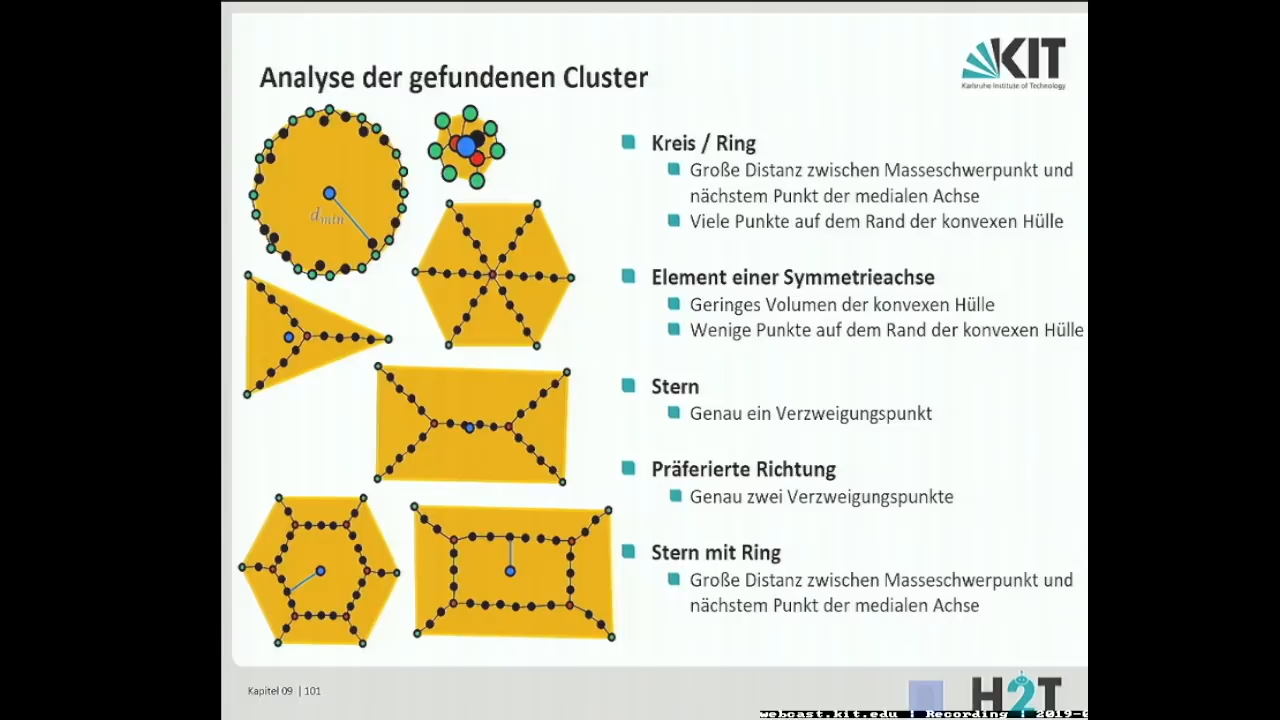 KIT
Karlsruhe Institute of Technology
Analyse der gefundenen Cluster
d_min
Kreis / Ring
Große Distanz zwischen Masseschwerpunkt und
nächstem Punkt der medialen Achse
Viele Punkte auf dem Rand der konvexen Hülle
Element einer Symmetrieachse
Geringes Volumen der konvexen Hülle
Wenige Punkte auf dem Rand der konvexen Hülle
Stern
Genau ein Verzweigungspunkt
Präferierte Richtung
Genau zwei Verzweigungspunkte
Stern mit Ring
Große Distanz zwischen Masseschwerpunkt und
nächstem Punkt der medialen Achse
Kapitel 09 | 101
H2T
webcast.kit.edu | Recording | 2019-